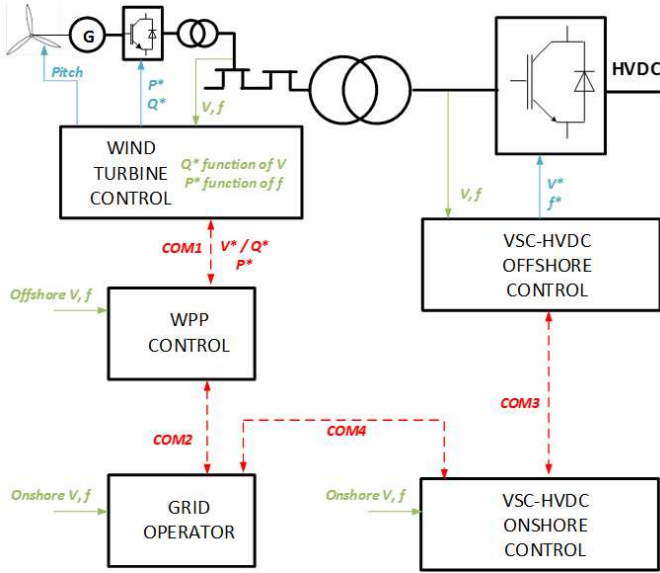 G
HVDC
Pitch
P*
Q*
V, f
WIND
TURBINE
CONTROL
Q* function of V
P* function of f
V, f
V*
f*
VSC-HVDC
OFFSHORE
CONTROL
COM1
V* / Q*
P*
Offshore V, f
WPP
CONTROL
COM2
COM4
COM3
Onshore V, f
GRID
OPERATOR
Onshore V, f
VSC-HVDC
ONSHORE
CONTROL